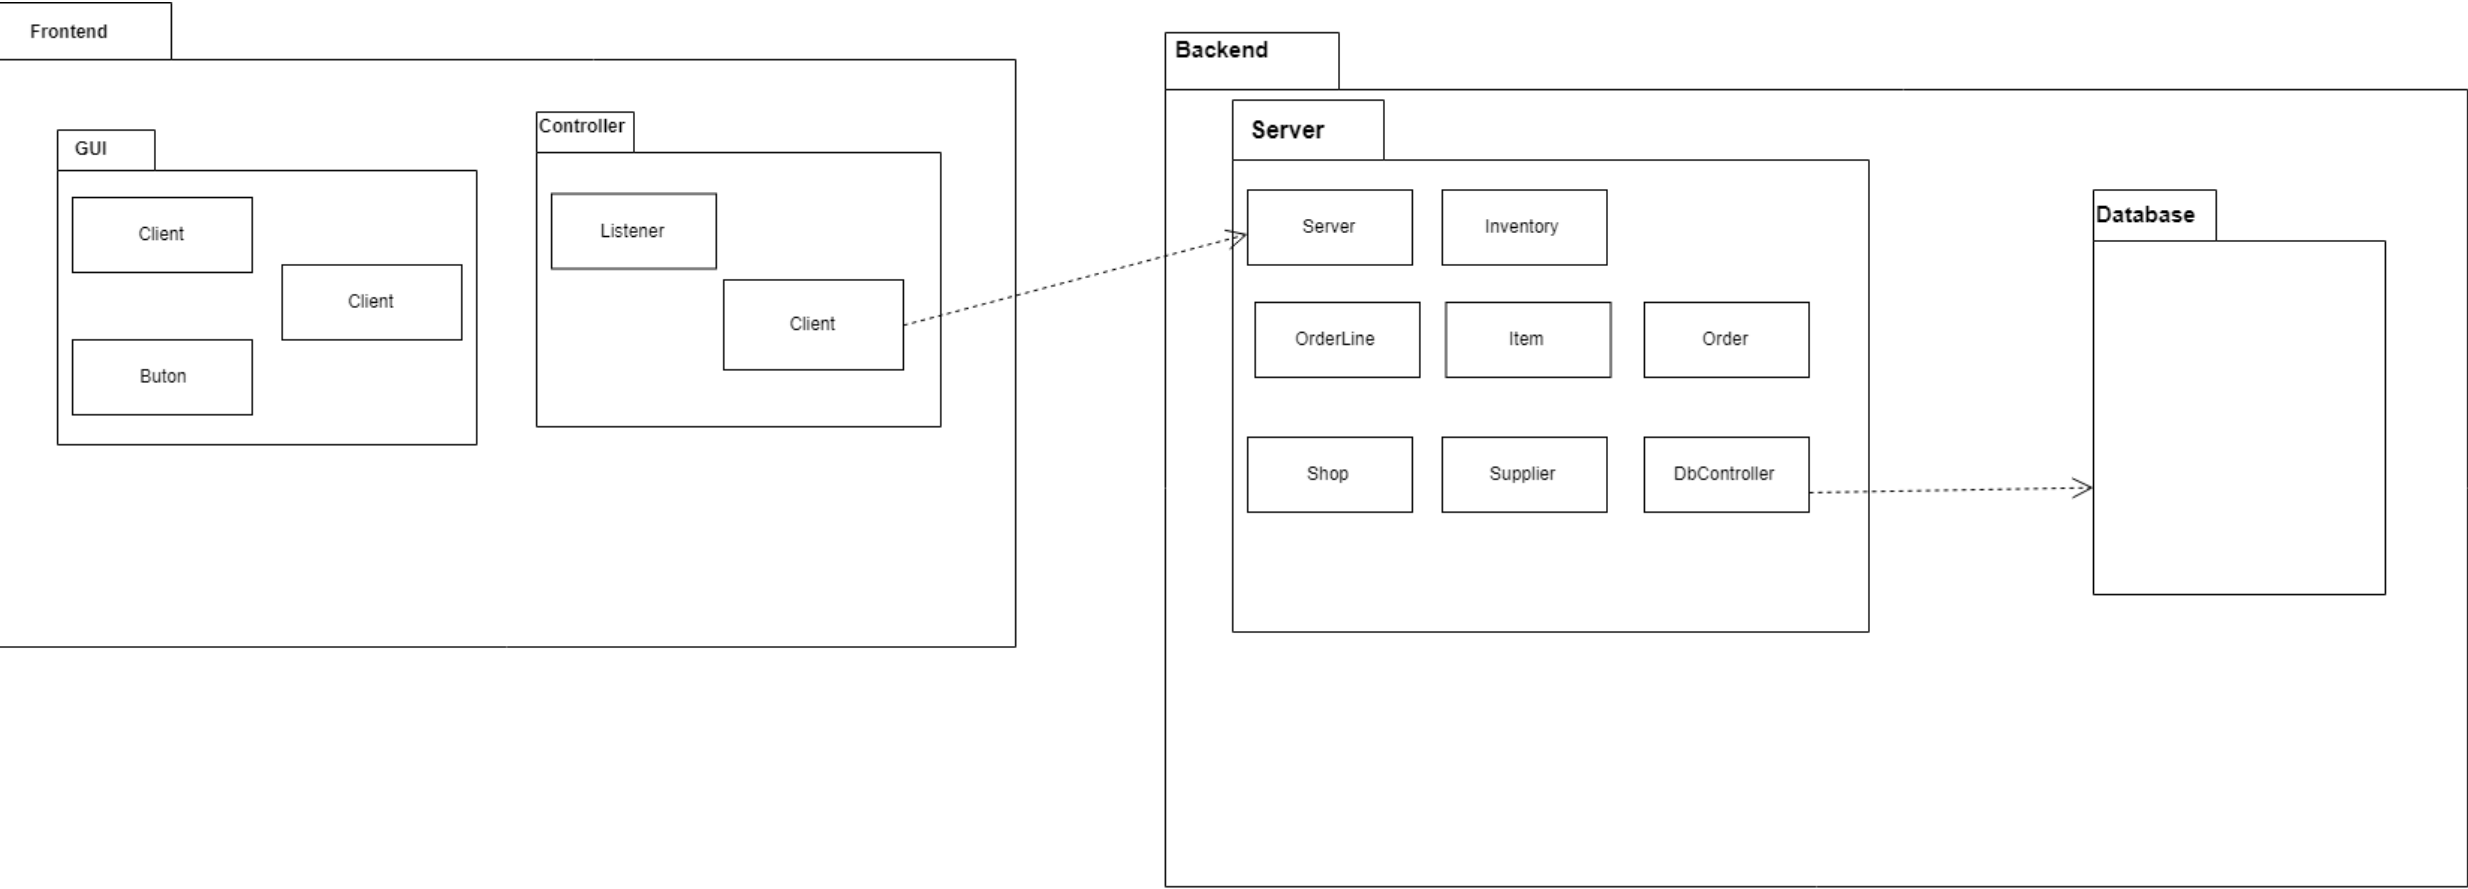 Frontend
GUI
Client
Client
Buton
Controller
Listener
Client
Backend
Server
Server
Inventory
OrderLine
Item
Order
Shop
Supplier
DbController
Database